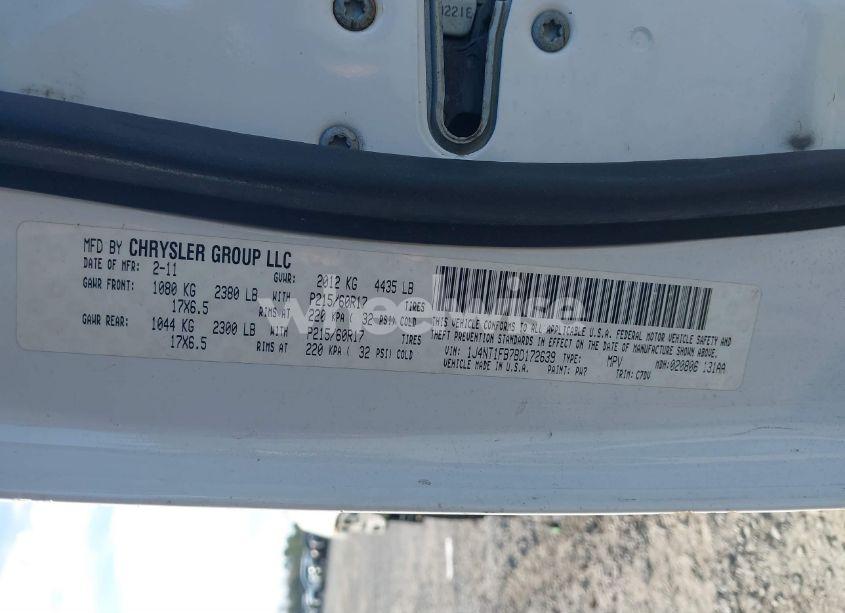 221E
MFD BY CHRYSLER GROUP LLC
DATE OF MFR: 2-11 GVWR: 2012 KG 4435 LB
GAWR FRONT: 1080 KG 2380 LB WITH P215/60R17 TIRES
17X6.5 RIMS AT 220 KPA ( 32 PSI) COLD
GAWR REAR: 1044 KG 2300 LB WITH P215/60R17 TIRES
17X6.5 RIMS AT 220 KPA ( 32 PSI) COLD
THIS VEHICLE CONFORMS TO ALL APPLICABLE U.S.A. FEDERAL MOTOR VEHICLE SAFETY AND
THEFT PREVENTION STANDARDS IN EFFECT ON THE DATE OF MANUFACTURE SHOWN ABOVE.
VIN: 1J4NT1FB7BD172639 TYPE: MPV MDH: 020806 131AA
VEHICLE MADE IN U.S.A. PAINT: PW7 TRIM: C7DV
wheelwise